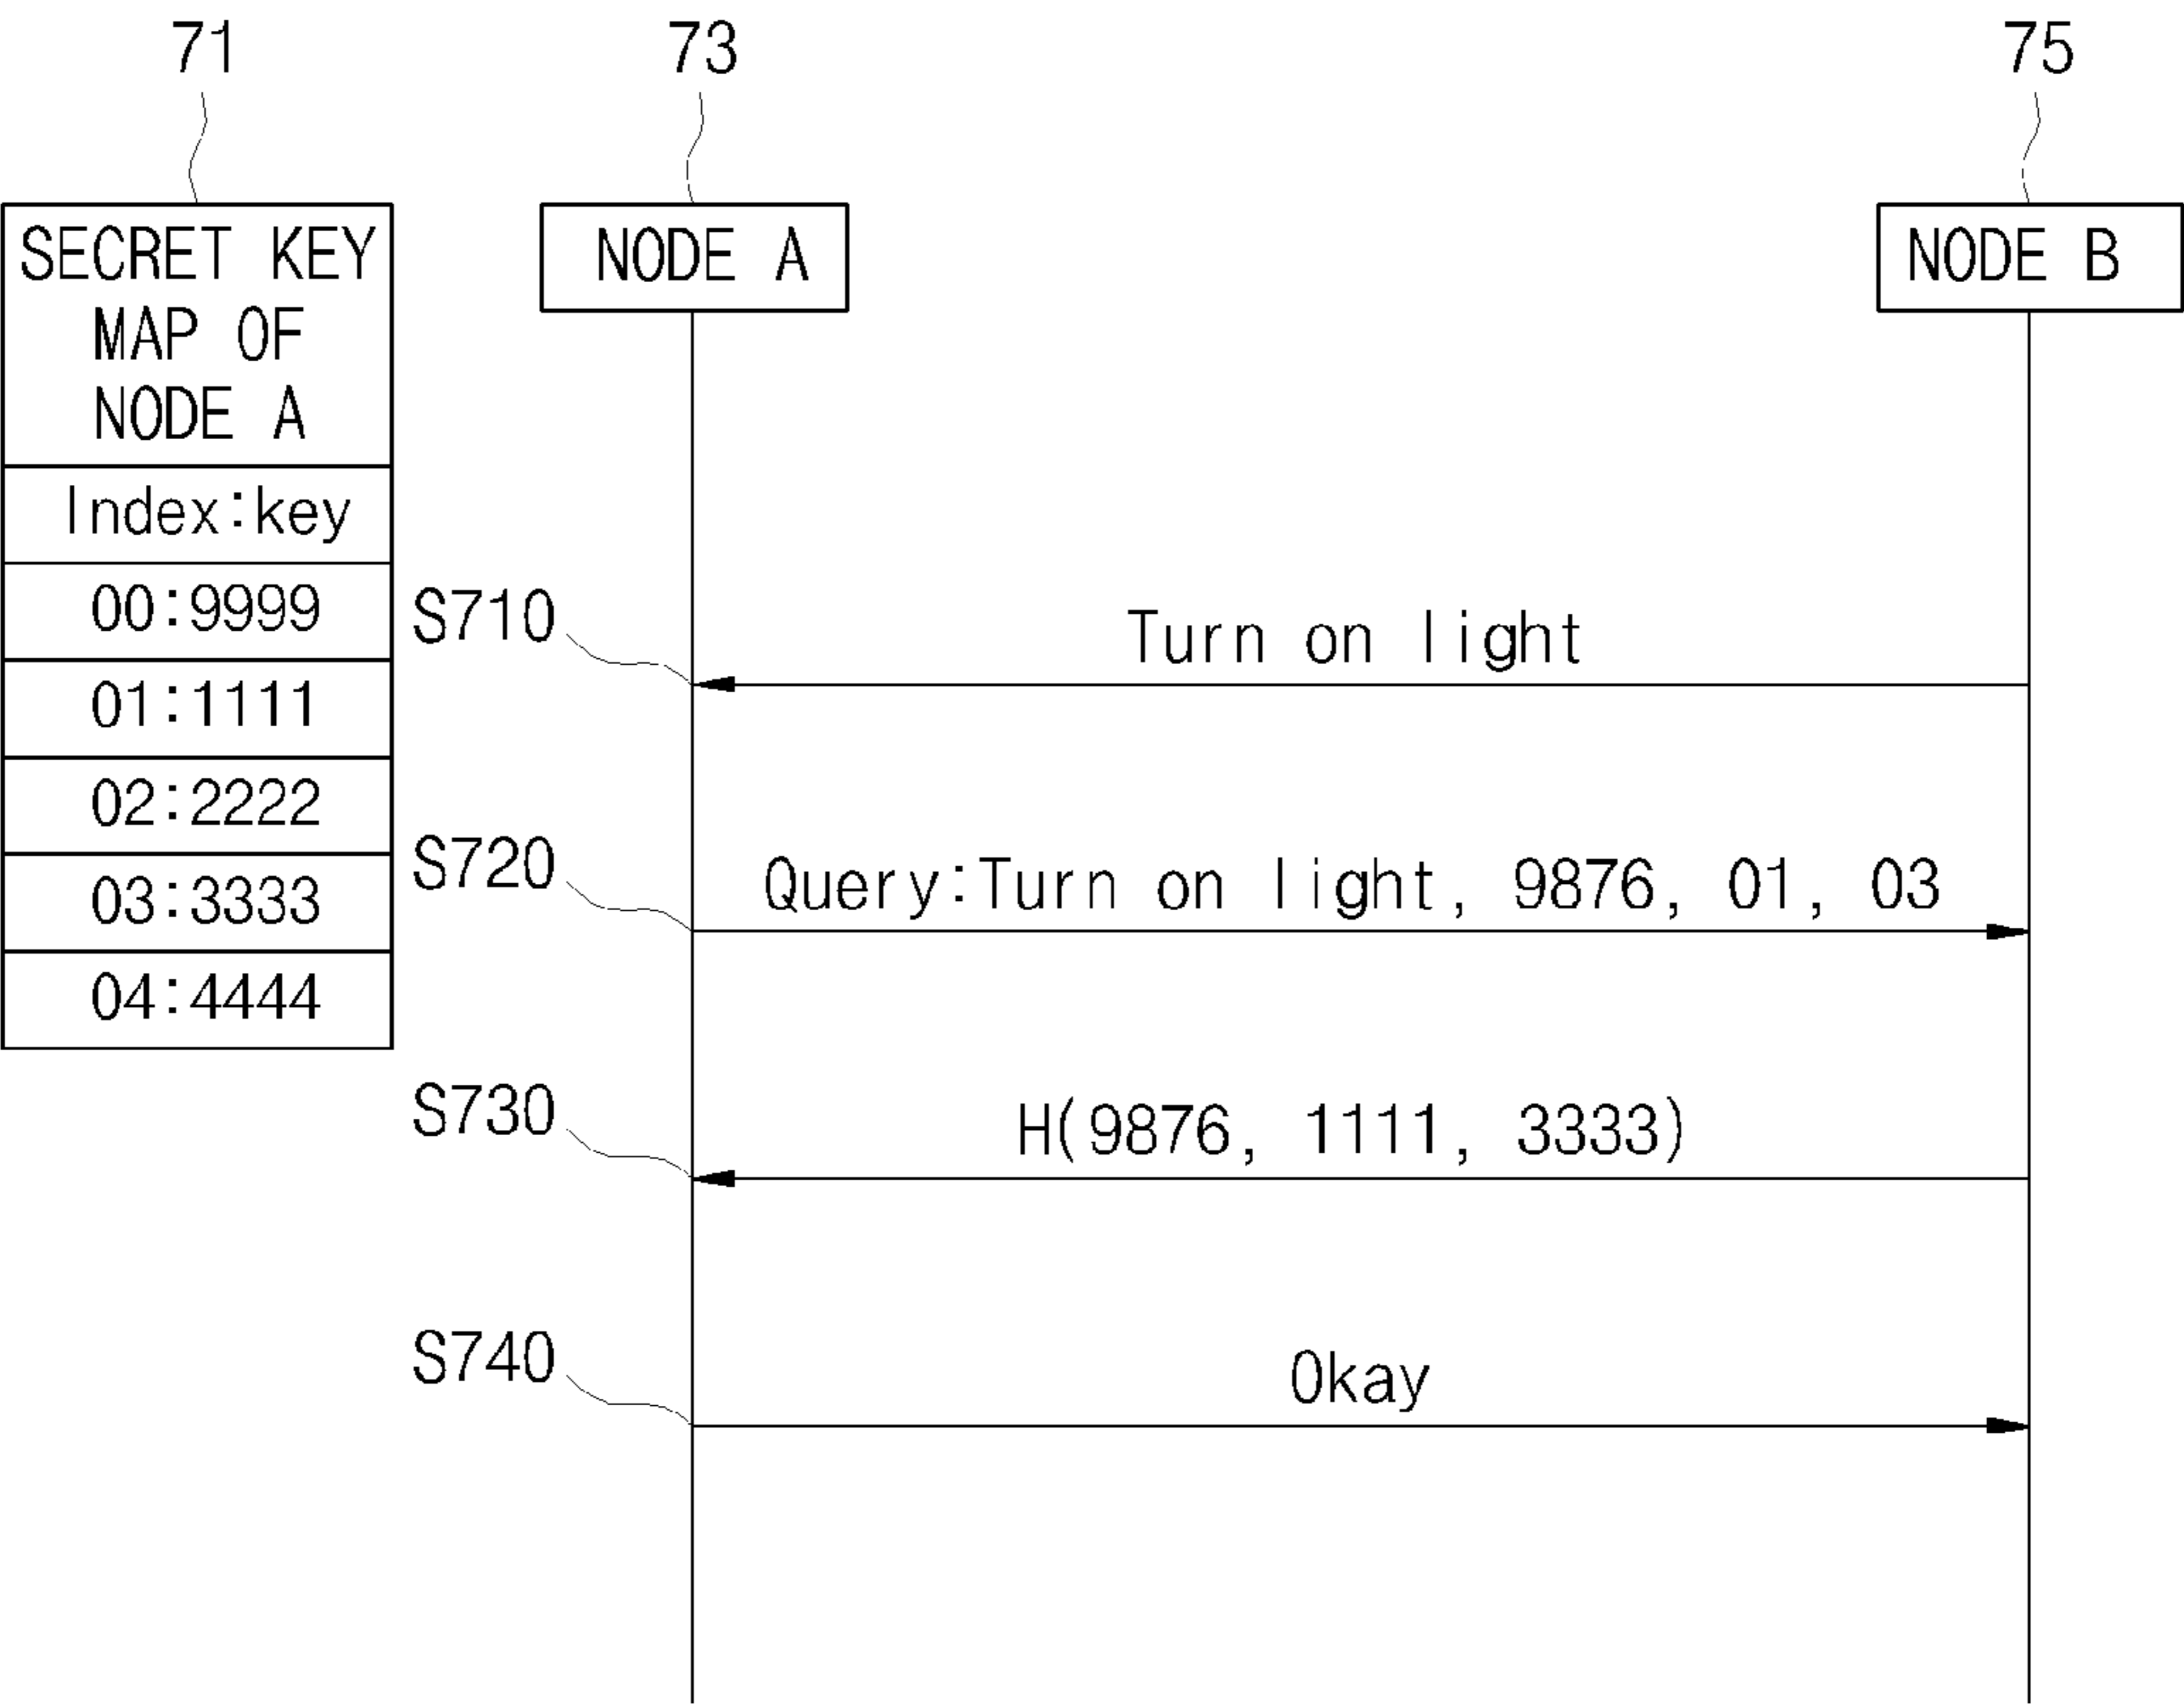 71
73
75
SECRET KEY
MAP OF
NODE A
NODE A
NODE B
Index:key
00:9999
01:1111
02:2222
03:3333
04:4444
S710
Turn on light
S720
Query:Turn on light, 9876, 01, 03
S730
H(9876, 1111, 3333)
S740
Okay